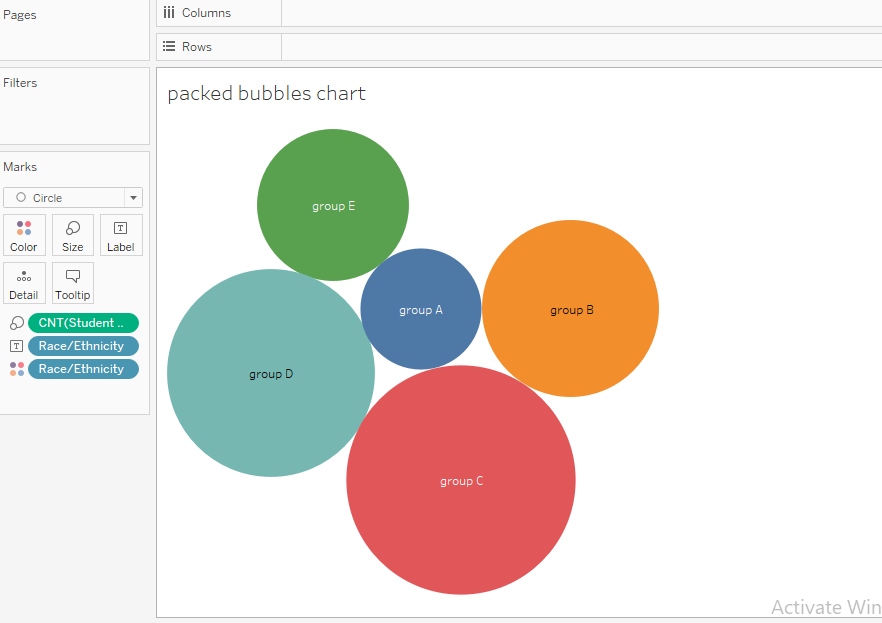 Pages
Columns
Rows
Filters
packed bubbles chart
Marks
Circle
Color
Size
Label
Detail
Tooltip
CNT(Student ..
Race/Ethnicity
Race/Ethnicity
group E
group A
group B
group D
group C
Activate Win